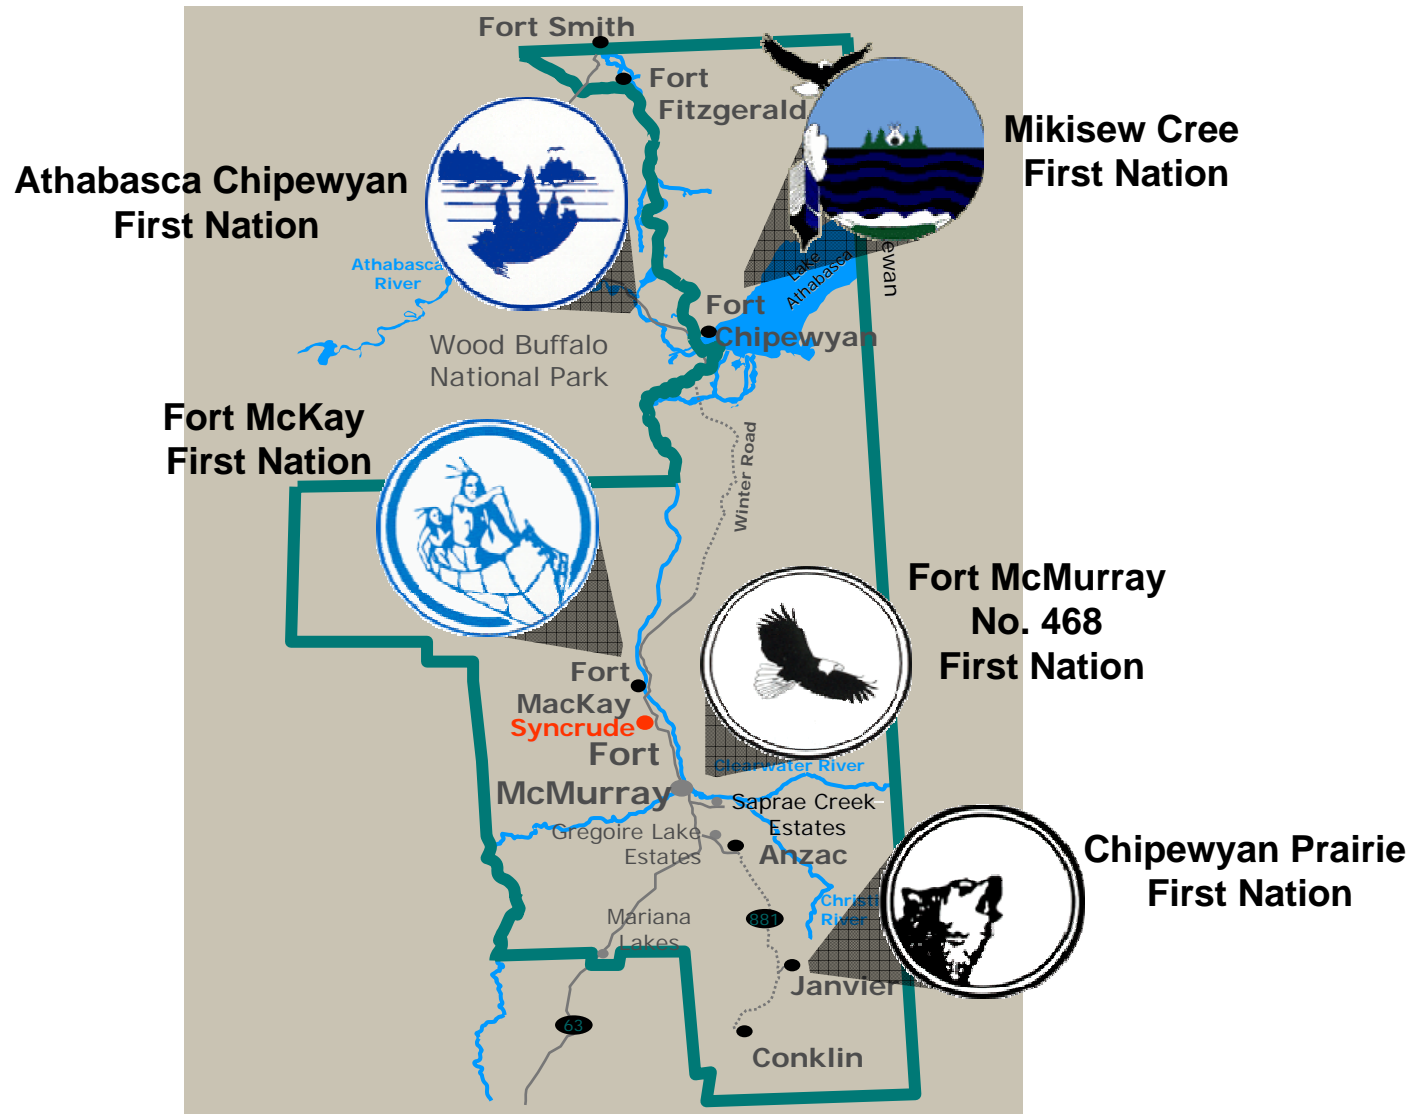 Fort Smith
Fort
Fitzgerald
Mikisew Cree
First Nation
Athabasca Chipewyan
First Nation
Athabasca
River
Lake
Athabasca
ewan
Fort
Chipewyan
Wood Buffalo
National Park
Fort McKay
First Nation
Winter Road
Fort McMurray
No. 468
First Nation
Fort
MacKay
Syncrude
Fort
McMurray
Clearwater River
Saprae Creek
Estates
Gregoire Lake
Estates
Anzac
Chipewyan Prairie
First Nation
Christi
River
881
Mariana
Lakes
Janvier
63
Conklin